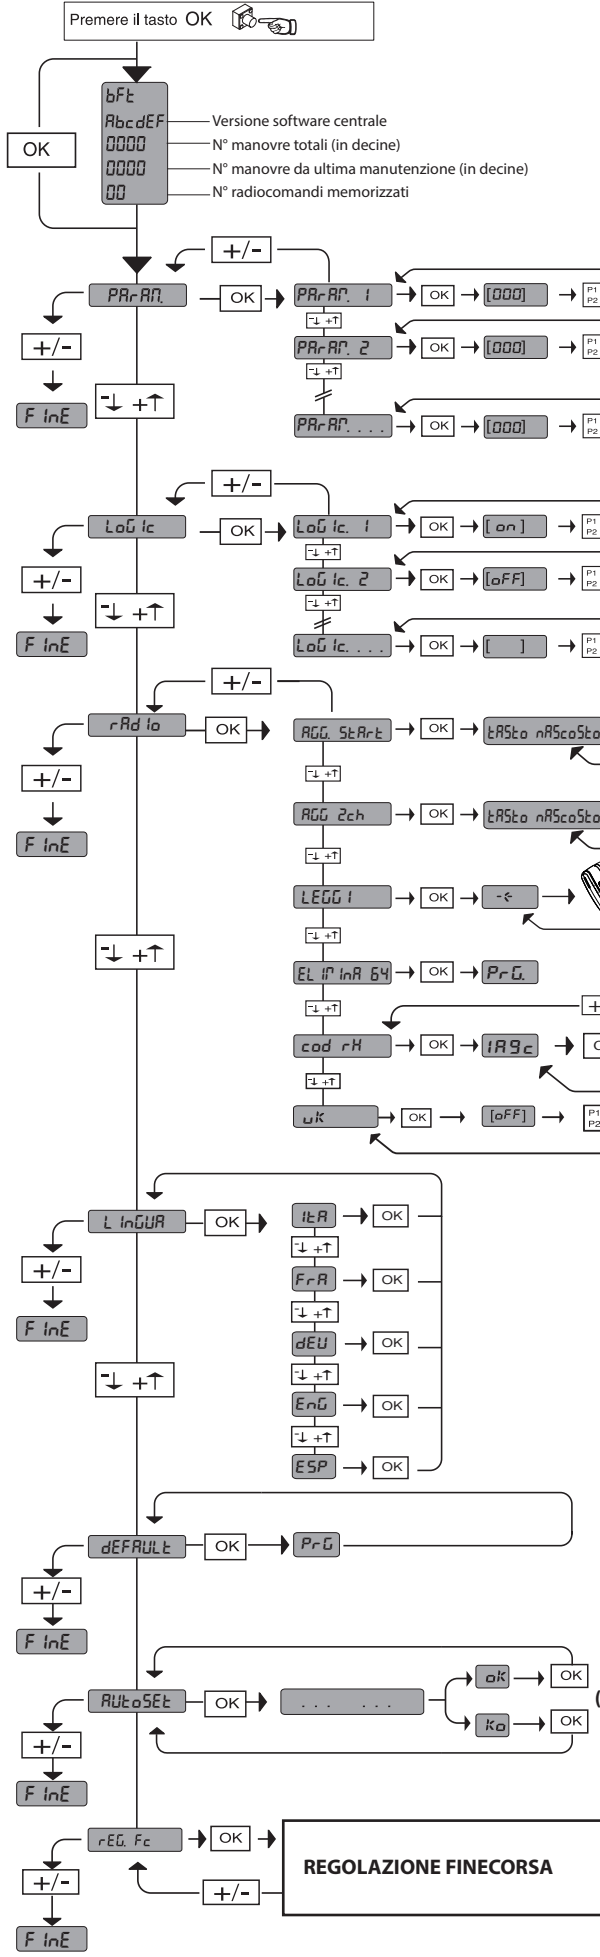 Premere il tasto OK
bFt
AbcdEF
0000
0000
00
OK
Versione software centrale
N° manovre totali (in decine)
N° manovre da ultima manutenzione (in decine)
N° radiocomandi memorizzati
+/-
PArAM.
OK
PArAM. 1
OK
[000]
P1
P2
+/-
-↓ +↑
PArAM. 2
OK
[000]
P1
P2
-↓ +↑
FInE
-↓ +↑
PArAM. . . .
OK
[000]
P1
P2
+/-
LoGIc
OK
LoGIc. 1
OK
[ on ]
P1
P2
+/-
-↓ +↑
LoGIc. 2
OK
[oFF]
P1
P2
-↓ +↑
-↓ +↑
FInE
LoGIc. . . .
OK
[ ]
P1
P2
+/-
rAdIo
OK
AGG. StArt
OK
tASto nAScoSto
+/-
-↓ +↑
FInE
AGG 2ch
OK
tASto nAScoSto
-↓ +↑
LEGGI
OK
-↓ +↑
-↓ +↑
ELIMInA 64
OK
PrG.
-↓ +↑
cod rX
OK
1A9c
-↓ +↑
uK
OK
[oFF]
P1
P2
LInGUA
OK
ItA
OK
+/-
-↓ +↑
FInE
FrA
OK
-↓ +↑
dEU
OK
-↓ +↑
-↓ +↑
EnG
OK
-↓ +↑
ESP
OK
dEFAULt
OK
PrG
+/-
FInE
AUtoSEt
OK
. . . . . .
oK
OK
Ko
OK
+/-
FInE
rEG. Fc
OK
REGOLAZIONE FINECORSA
+/-
+/-
FInE